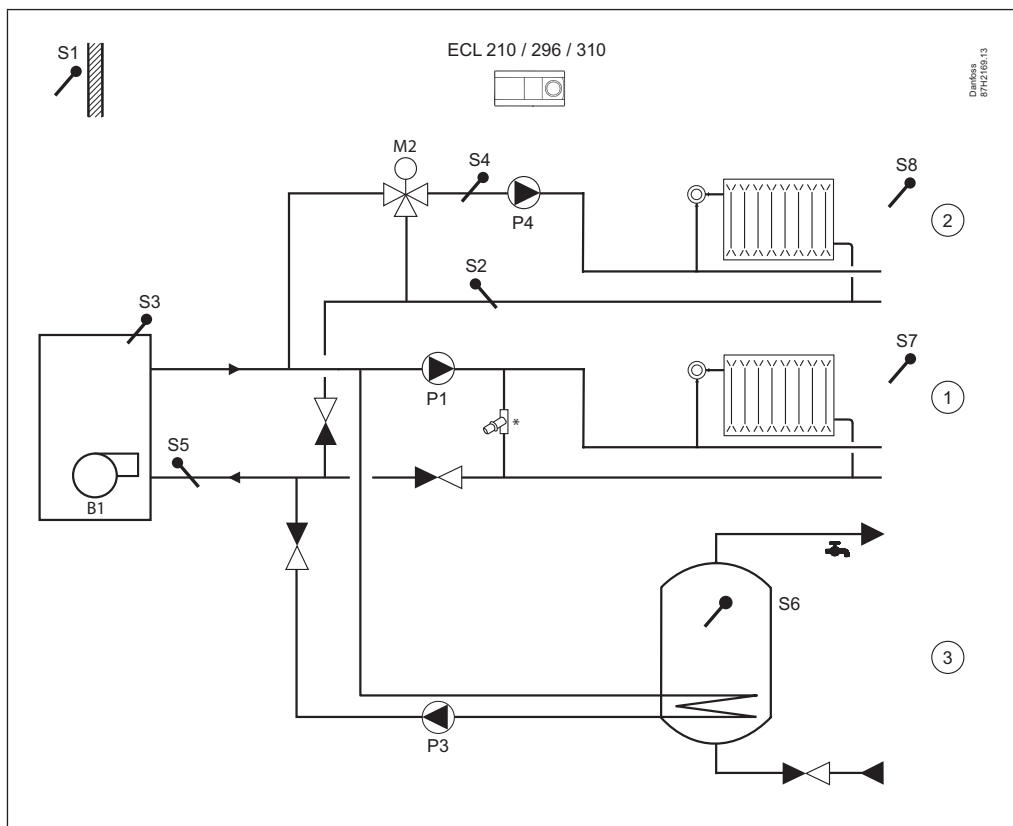 S1
ECL 210 / 296 / 310
Danfoss
87H2169.13
M2
S4
S8
P4
2
S2
S3
S7
P1
1
*
S5
B1
S6
3
P3